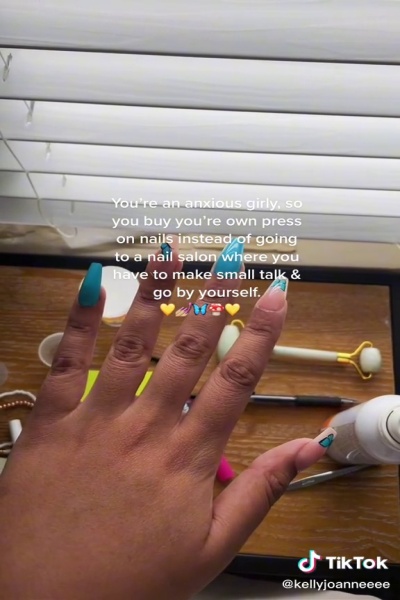 You're an anxious girly, so
you buy you're own press
on nails instead of going
to a nail salon where you
have to make small talk &
go by yourself.
💛💅🏽🦋🍄💛
TikTok
@kellyjoanneeee